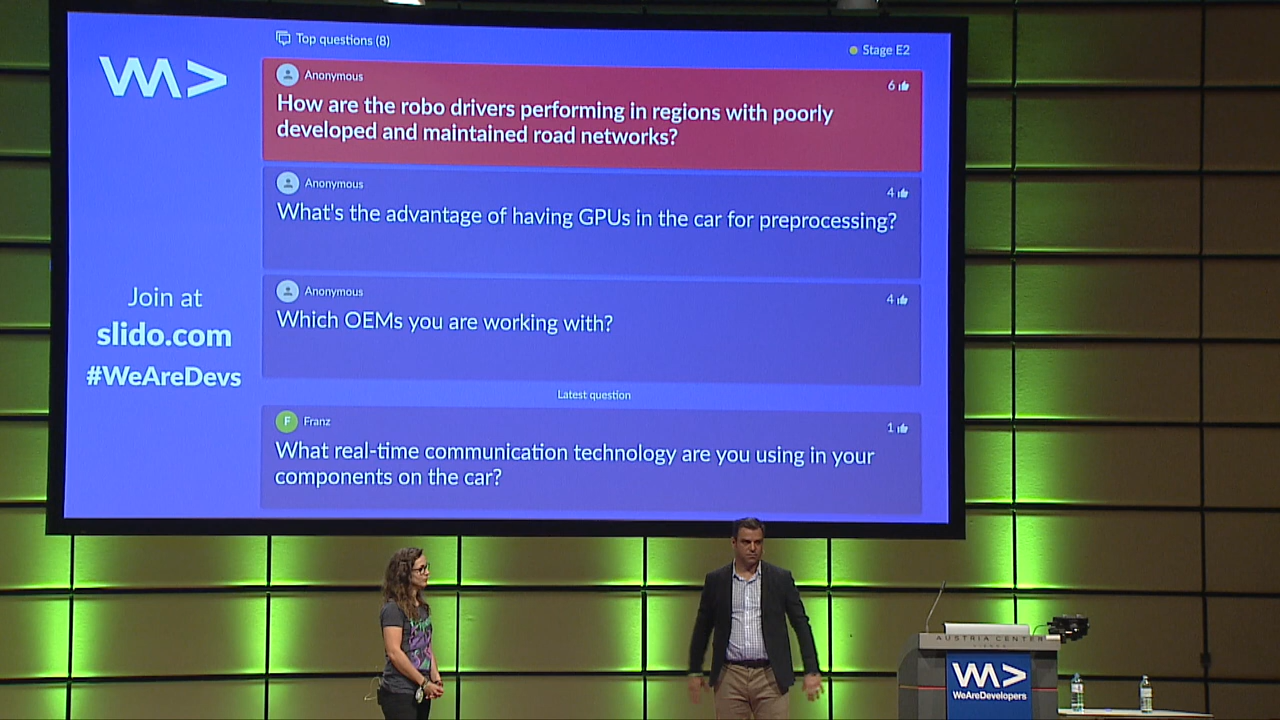 Top questions (8)
Stage E2
Anonymous
6
How are the robo drivers performing in regions with poorly
developed and maintained road networks?
Anonymous
4
What's the advantage of having GPUs in the car for preprocessing?
Anonymous
4
Which OEMs you are working with?
Join at
slido.com
#WeAreDevs
Latest question
F Franz
1
What real-time communication technology are you using in your
components on the car?
AUSTRIA CENTER
WeAreDevelopers